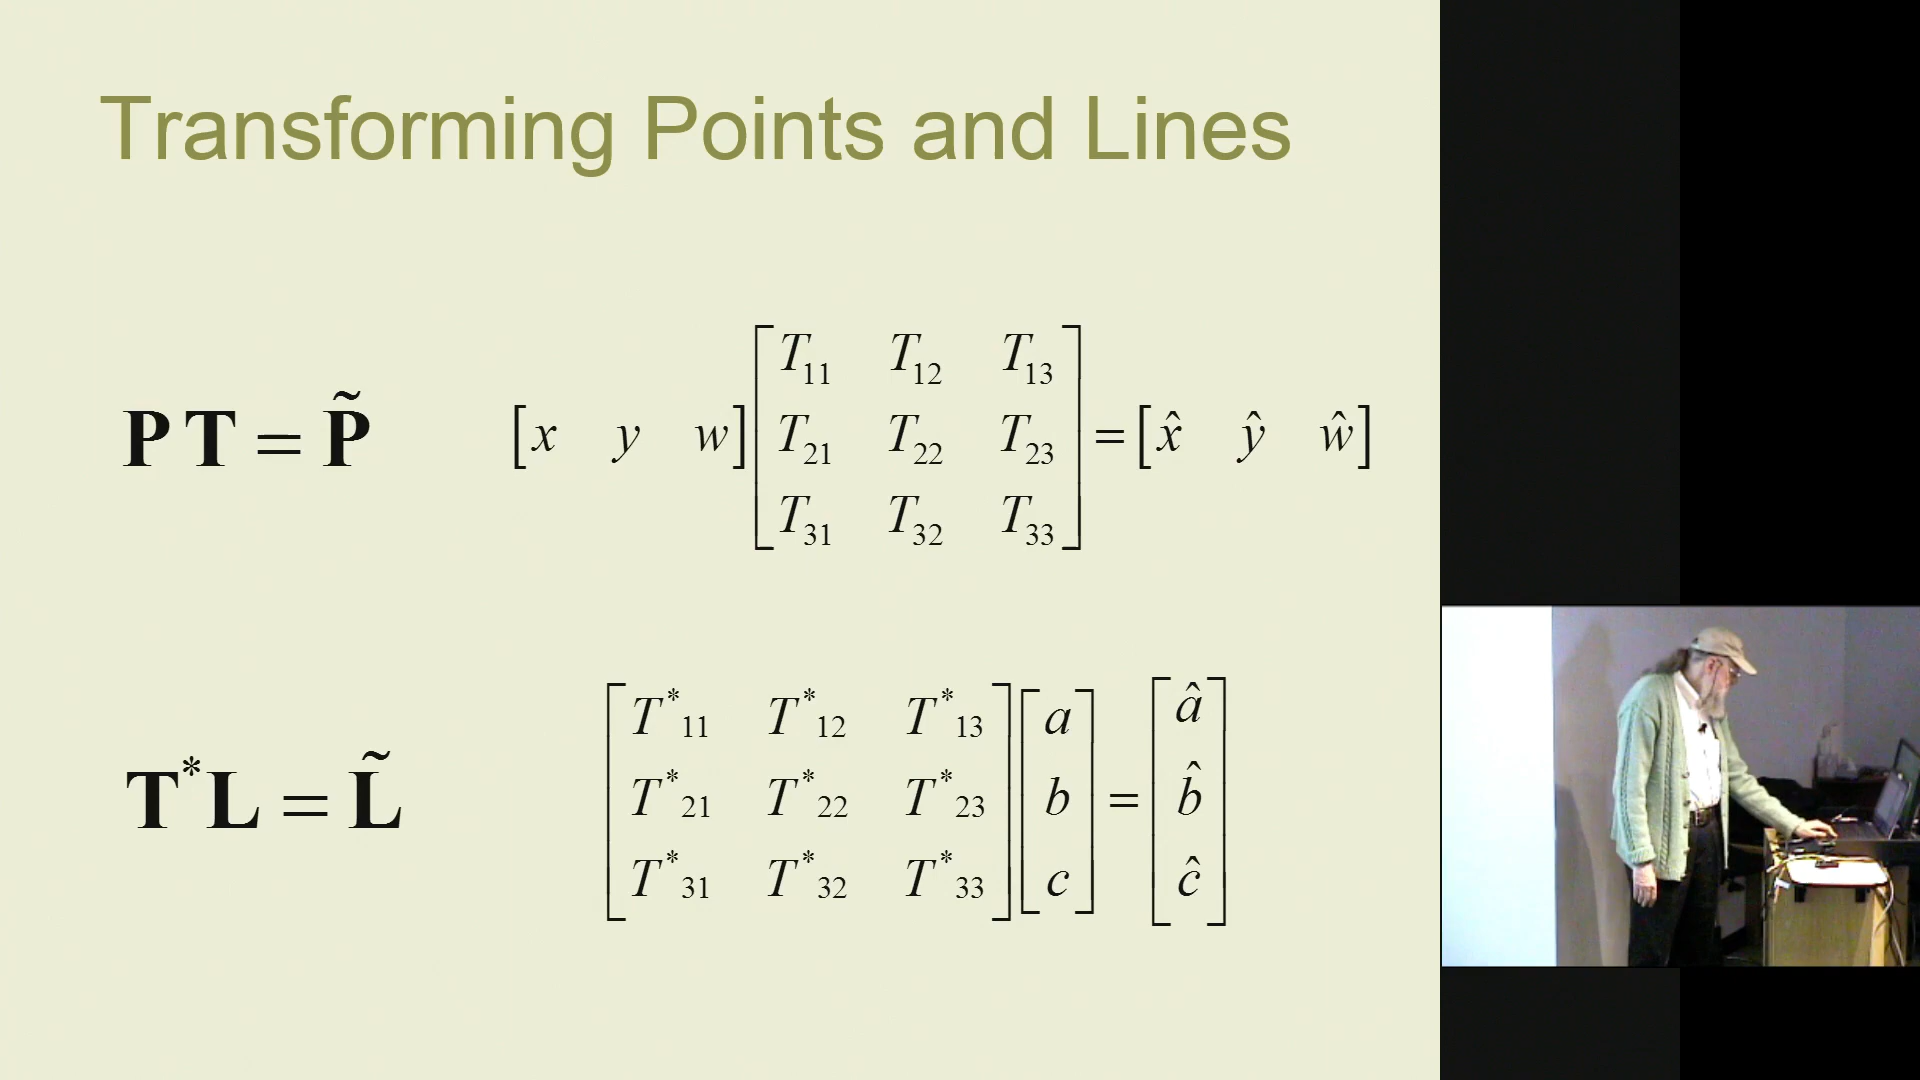 Transforming Points and Lines
P T = P̃
[x y w] [T₁₁ T₁₂ T₁₃
T₂₁ T₂₂ T₂₃
T₃₁ T₃₂ T₃₃] = [x̂ ŷ ŵ]
T*L = L̃
[T*₁₁ T*₁₂ T*₁₃
T*₂₁ T*₂₂ T*₂₃
T*₃₁ T*₃₂ T*₃₃] [a b c] = [â b̂ ĉ]